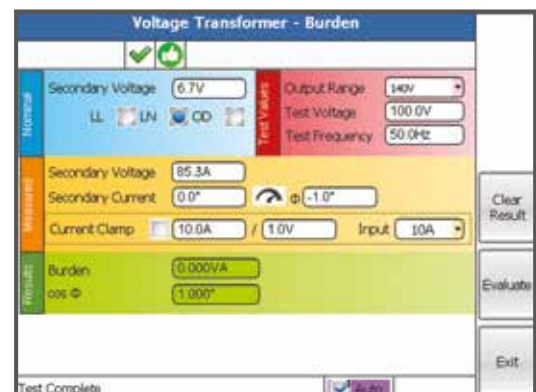 Voltage Transformer - Burden
Nominal
Secondary Voltage 6.7V
LL LN OD
Test Values
Output Range 140V
Test Voltage 100.0V
Test Frequency 50.0Hz
Measured
Secondary Voltage 85.3A
Secondary Current 0.0° Φ -1.0°
Current Clamp 10.0A / 1.0V Input 10A
Results
Burden 0.000VA
cos Φ 1.000°
Clear Result
Evaluate
Exit
Test Complete
Auto